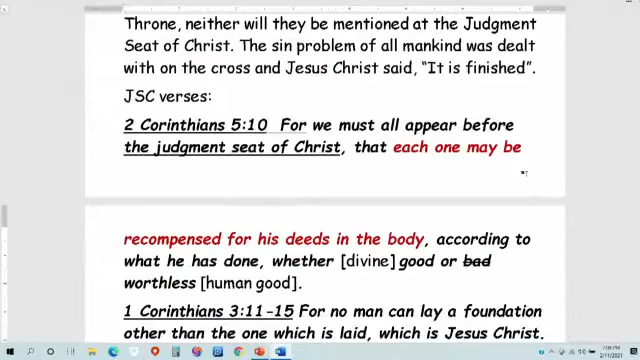 Throne, neither will they be mentioned at the Judgment
Seat of Christ. The sin problem of all mankind was dealt
with on the cross and Jesus Christ said, “It is finished”.
JSC verses:
2 Corinthians 5:10 For we must all appear before
the judgment seat of Christ, that each one may be
recompensed for his deeds in the body, according to
what he has done, whether [divine] good or bad
worthless [human good].
1 Corinthians 3:11-15 For no man can lay a foundation
other than the one which is laid, which is Jesus Christ.
2/11/2021